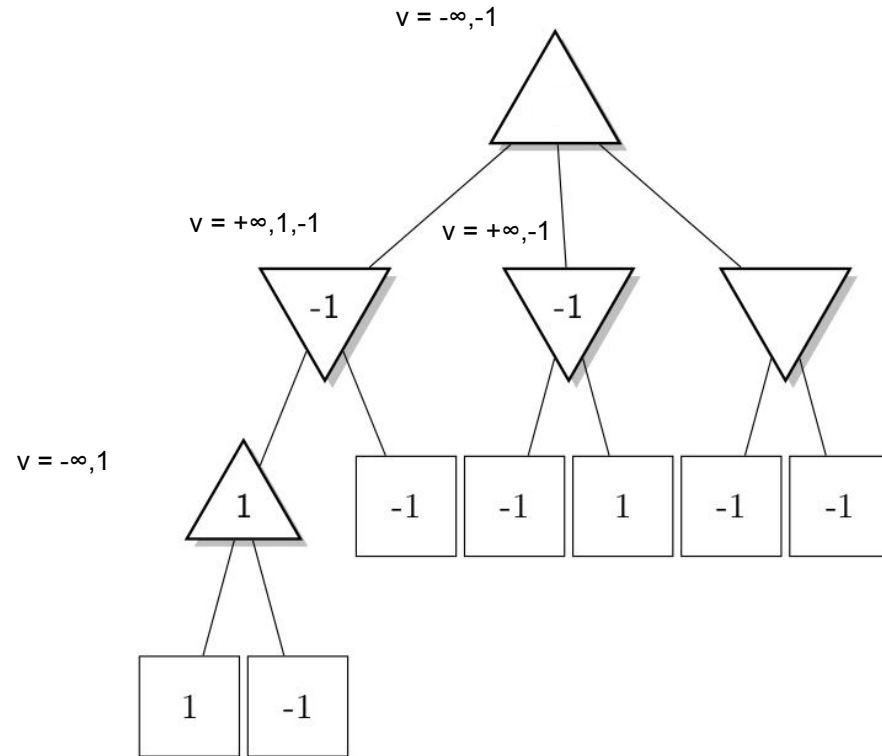 v = -∞,-1
v = +∞,1,-1
v = +∞,-1
-1
-1
v = -∞,1
1
-1
-1
1
-1
-1
1
-1